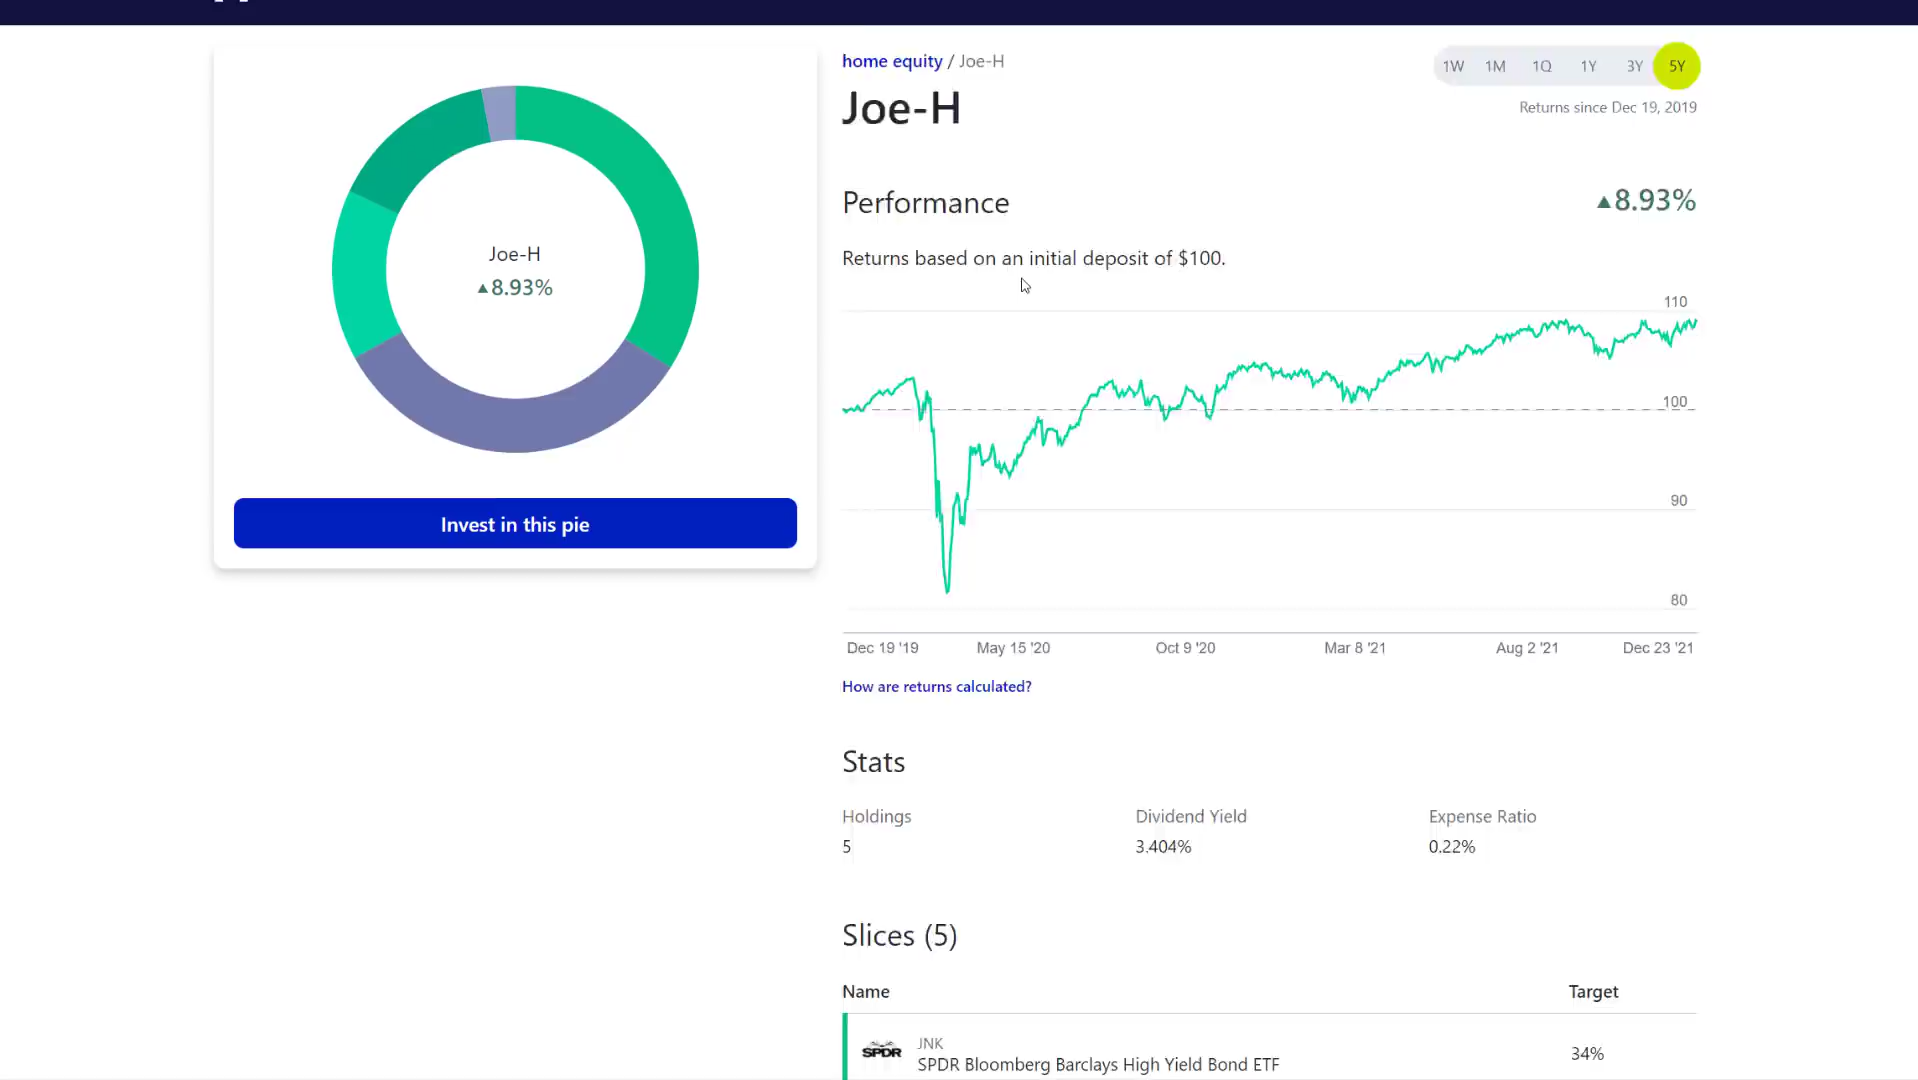 home equity / Joe-H
1W 1M 1Q 1Y 3Y 5Y
Joe-H
Returns since Dec 19, 2019
Performance
▲8.93%
Returns based on an initial deposit of $100.
Joe-H
▲8.93%
Invest in this pie
110
100
90
80
Dec 19 '19 May 15 '20 Oct 9 '20 Mar 8 '21 Aug 2 '21 Dec 23 '21
How are returns calculated?
Stats
Holdings Dividend Yield Expense Ratio
5 3.404% 0.22%
Slices (5)
Name Target
SPDR
JNK
SPDR Bloomberg Barclays High Yield Bond ETF
34%